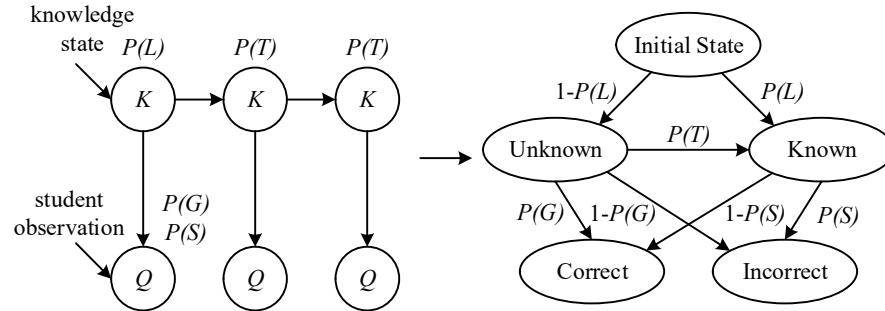 knowledge
state
P(L)
P(T)
P(T)
K
K
K
student
observation
P(G)
P(S)
Q
Q
Q
Initial State
1-P(L)
P(L)
Unknown
P(T)
Known
P(G)
1-P(G)
1-P(S)
P(S)
Correct
Incorrect